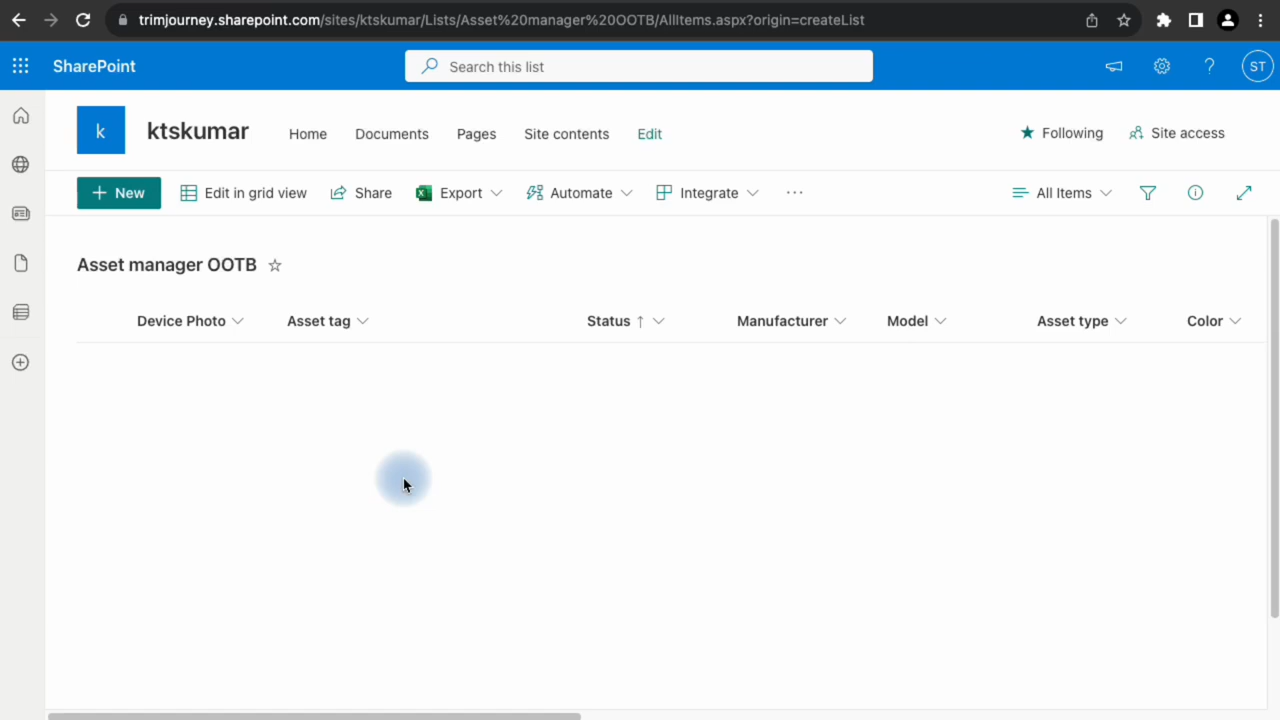 trimjourney.sharepoint.com/sites/ktskumar/Lists/Asset%20manager%20OOTB/AllItems.aspx?origin=createList
SharePoint
Search this list
?
ST
k
ktskumar
Home
Documents
Pages
Site contents
Edit
★ Following
Site access
+ New
Edit in grid view
Share
Export
Automate
Integrate
...
All Items
Asset manager OOTB ☆
Device Photo
Asset tag
Status ↑
Manufacturer
Model
Asset type
Color